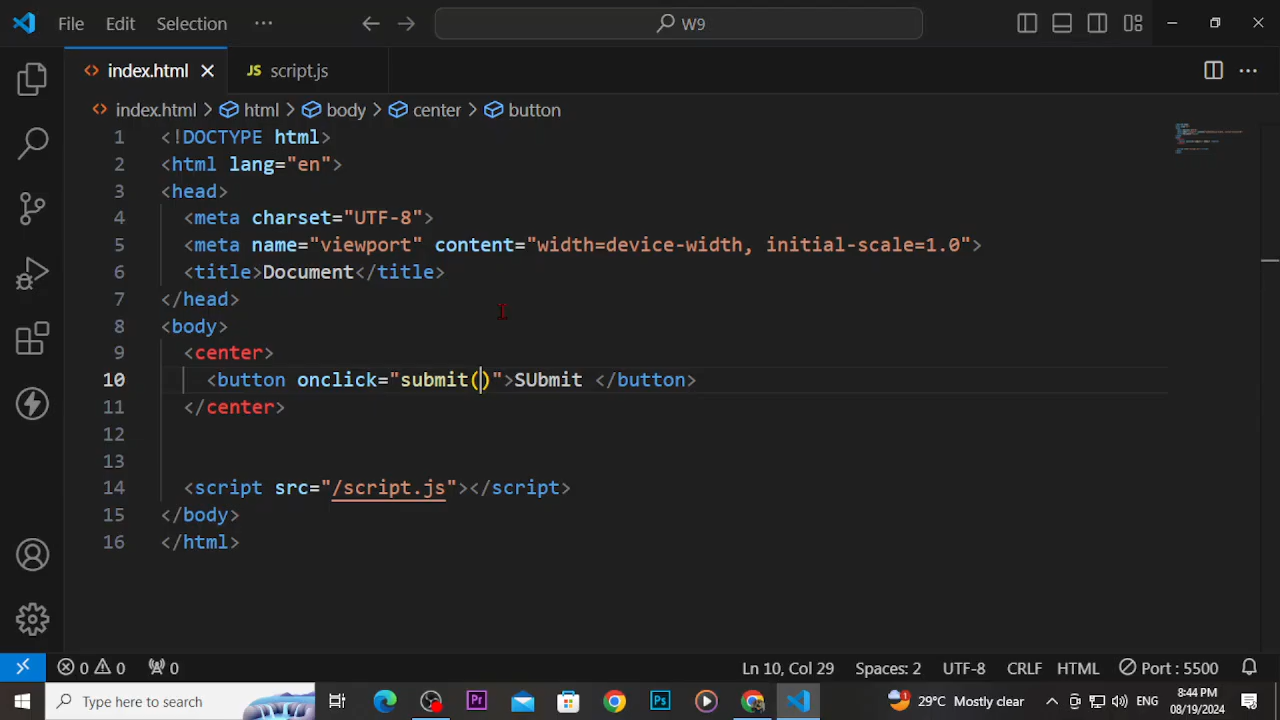 File Edit Selection ··· W9
index.html JS script.js
index.html > html > body > center > button
1 <!DOCTYPE html>
2 <html lang="en">
3 <head>
4 <meta charset="UTF-8">
5 <meta name="viewport" content="width=device-width, initial-scale=1.0">
6 <title>Document</title>
7 </head>
8 <body>
9 <center>
10 <button onclick="submit()">SUbmit </button>
11 </center>
12
13
14 <script src="/script.js"></script>
15 </body>
16 </html>
0 0 0 Ln 10, Col 29 Spaces: 2 UTF-8 CRLF HTML Port : 5500
Type here to search Pr Ps 1 29°C Mostly clear ENG 8:44 PM
08/19/2024